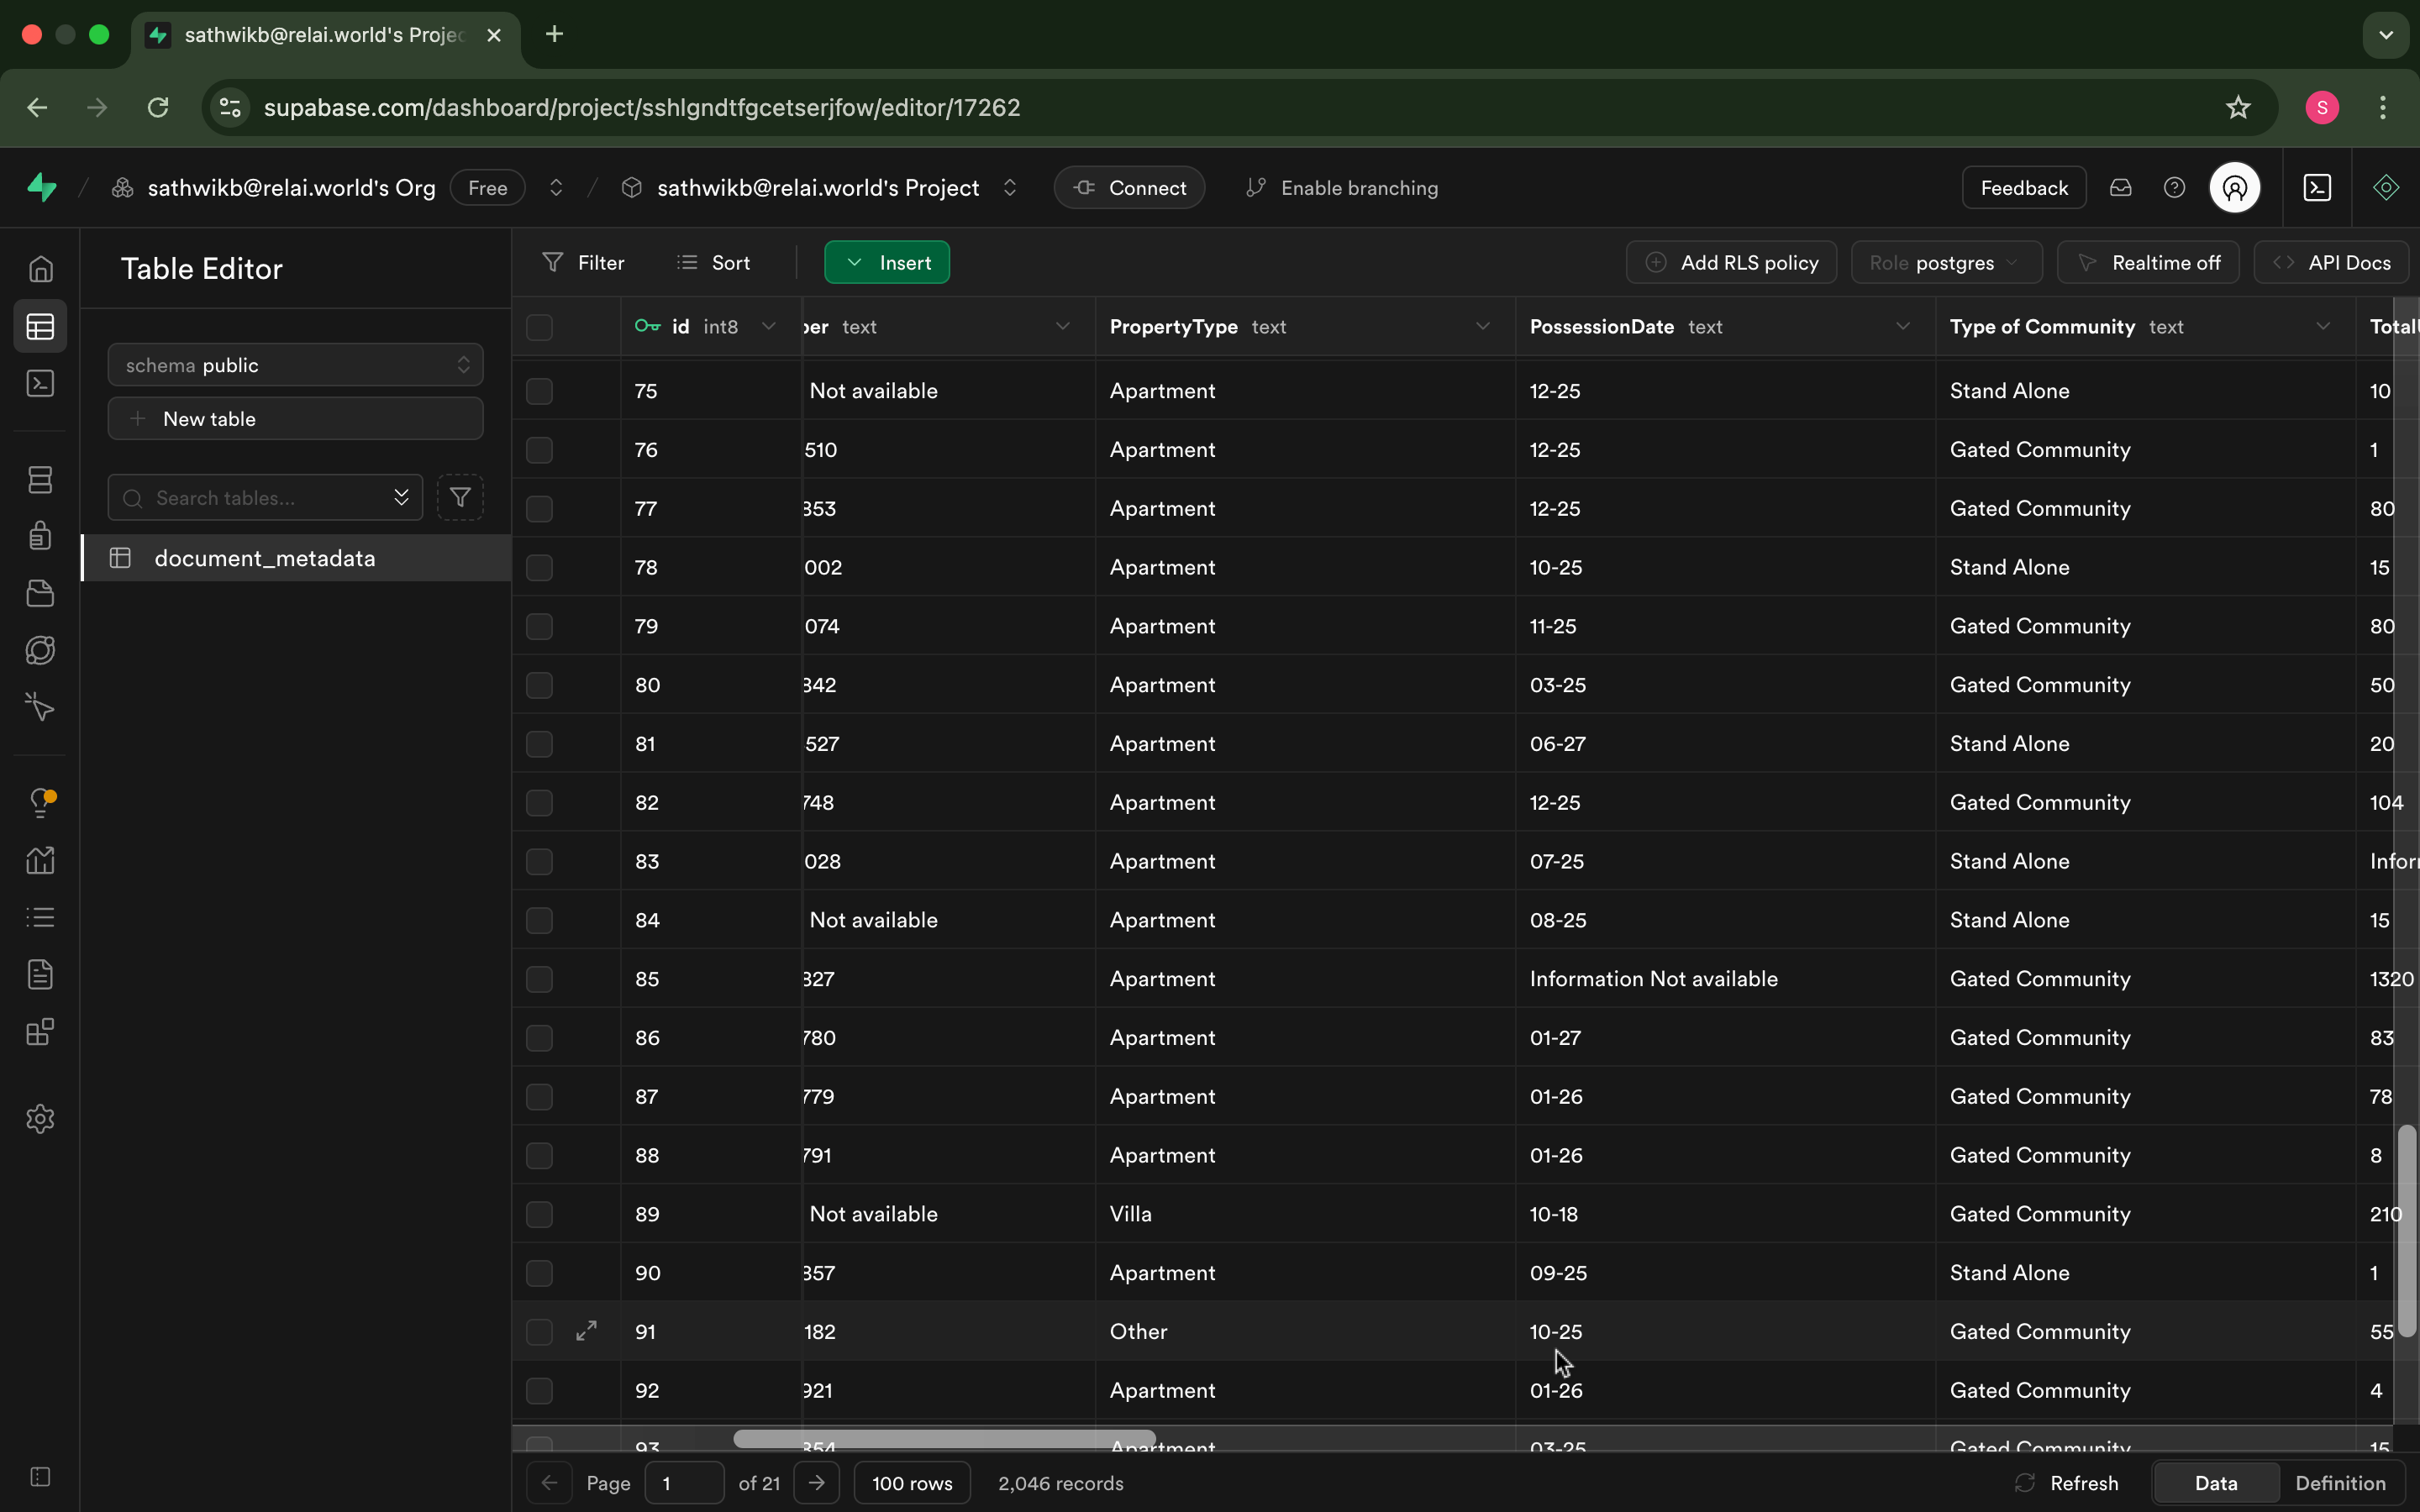 sathwikb@relai.world's Projec
supabase.com/dashboard/project/sshlgndtfgcetserjfow/editor/17262
S
sathwikb@relai.world's Org Free sathwikb@relai.world's Project Connect Enable branching Feedback
Table Editor
Filter Sort Insert Add RLS policy Role postgres Realtime off API Docs
schema public
New table
Search tables...
document_metadata
id int8 ber text PropertyType text PossessionDate text Type of Community text Total
75 Not available Apartment 12-25 Stand Alone 10
76 510 Apartment 12-25 Gated Community 1
77 353 Apartment 12-25 Gated Community 80
78 002 Apartment 10-25 Stand Alone 15
79 074 Apartment 11-25 Gated Community 80
80 842 Apartment 03-25 Gated Community 50
81 527 Apartment 06-27 Stand Alone 20
82 748 Apartment 12-25 Gated Community 104
83 028 Apartment 07-25 Stand Alone Infor
84 Not available Apartment 08-25 Stand Alone 15
85 827 Apartment Information Not available Gated Community 1320
86 780 Apartment 01-27 Gated Community 83
87 779 Apartment 01-26 Gated Community 78
88 791 Apartment 01-26 Gated Community 8
89 Not available Villa 10-18 Gated Community 210
90 857 Apartment 09-25 Stand Alone 1
91 182 Other 10-25 Gated Community 55
92 921 Apartment 01-26 Gated Community 4
93 Apartment 03-25 Gated Community 15
Page 1 of 21 100 rows 2,046 records Refresh Data Definition